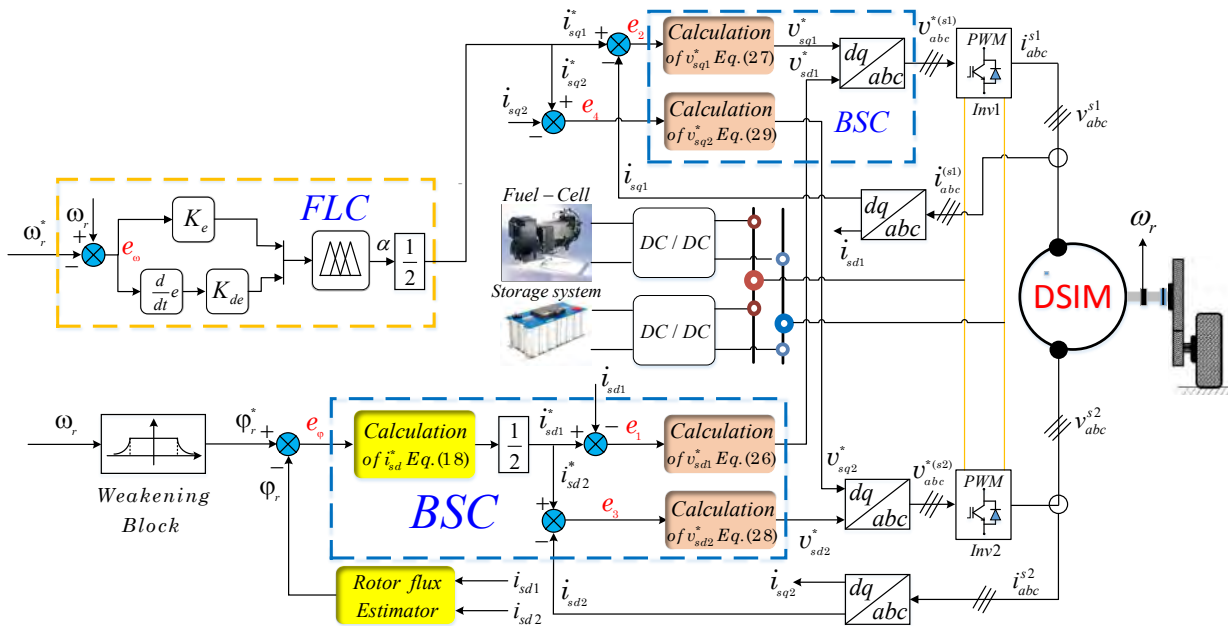 i*sq1
+
−
e2
Calculation
of v*sq1 Eq.(27)
v*sq1
v*sd1
dq
abc
v*(s1)abc
PWM
Inv1
i s1 abc
i*sq2
+
−
isq2
e4
Calculation
of v*sq2 Eq.(29)
BSC
v s1 abc
isq1
dq
abc
i (s1) abc
isd1
FLC
ω*r
ωr
+
−
eω
Ke
d
dt
e
Kde
α
1
2
Fuel−Cell
DC / DC
Storage system
DC / DC
DSIM
ωr
isd1
ωr
Weakening
Block
φ*r
+
−
φr
eφ
Calculation
of i*sd Eq.(18)
1
2
i*sd1
+
−
e1
Calculation
of v*sd1 Eq.(26)
i*sd2
BSC
+
−
e3
Calculation
of v*sd2 Eq.(28)
v*sq2
v*sd2
dq
abc
v*(s2)abc
PWM
Inv2
v s2 abc
Rotor flux
Estimator
isd1
isd2
isd2
isq2
dq
abc
i s2 abc